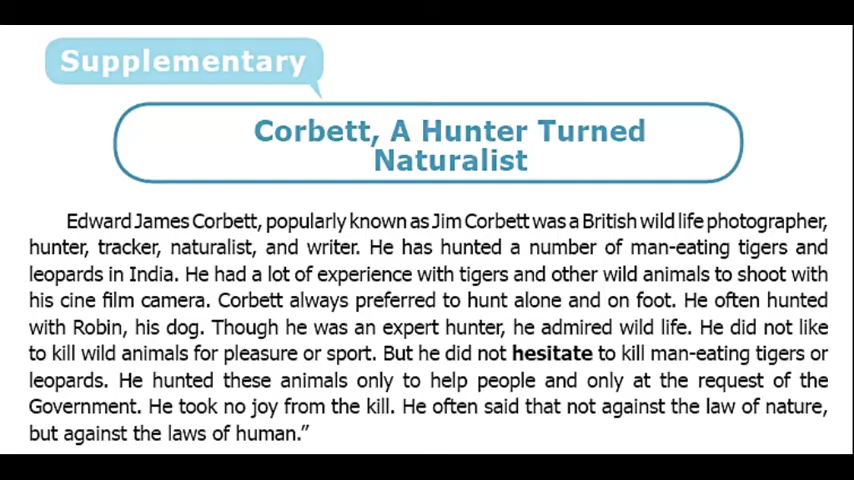 Supplementary
Corbett, A Hunter Turned
Naturalist
Edward James Corbett, popularly known as Jim Corbett was a British wild life photographer,
hunter, tracker, naturalist, and writer. He has hunted a number of man-eating tigers and
leopards in India. He had a lot of experience with tigers and other wild animals to shoot with
his cine film camera. Corbett always preferred to hunt alone and on foot. He often hunted
with Robin, his dog. Though he was an expert hunter, he admired wild life. He did not like
to kill wild animals for pleasure or sport. But he did not hesitate to kill man-eating tigers or
leopards. He hunted these animals only to help people and only at the request of the
Government. He took no joy from the kill. He often said that not against the law of nature,
but against the laws of human.”